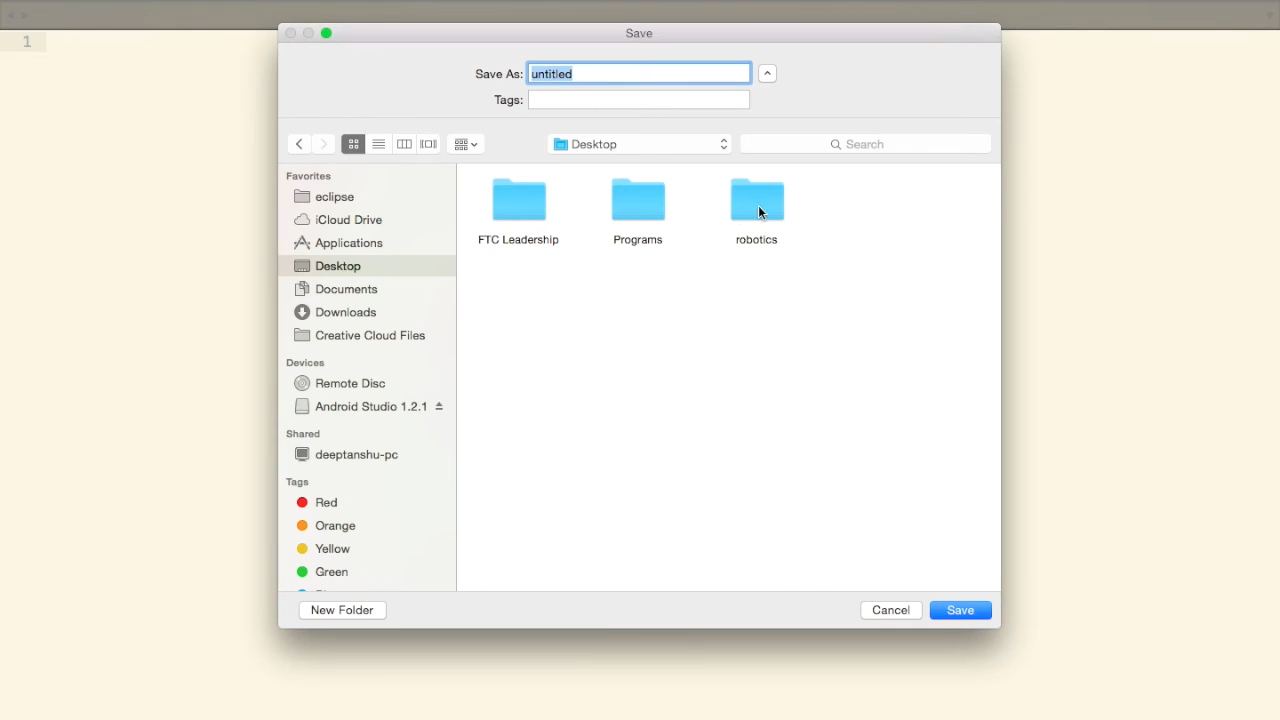 Save
1
Save As: untitled
Tags:
Desktop
Search
Favorites
eclipse
iCloud Drive
Applications
Desktop
Documents
Downloads
Creative Cloud Files
Devices
Remote Disc
Android Studio 1.2.1
Shared
deeptanshu-pc
Tags
Red
Orange
Yellow
Green
FTC Leadership
Programs
robotics
New Folder
Cancel
Save